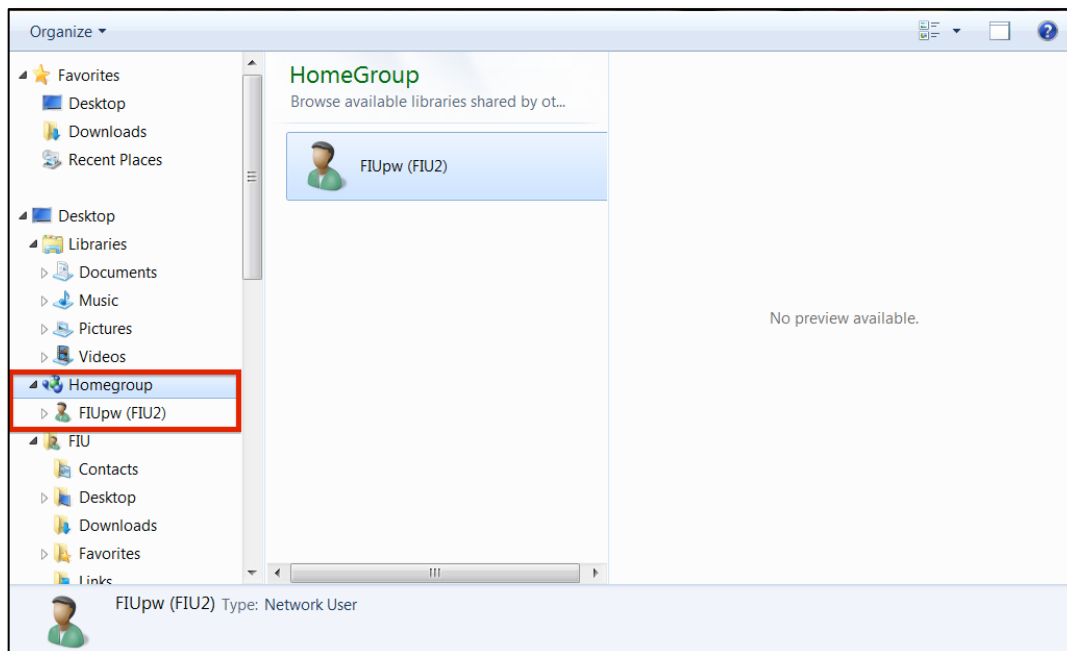 Organize
Favorites
Desktop
Downloads
Recent Places
Desktop
Libraries
Documents
Music
Pictures
Videos
Homegroup
FIUpw (FIU2)
FIU
Contacts
Desktop
Downloads
Favorites
Links
HomeGroup
Browse available libraries shared by ot...
FIUpw (FIU2)
No preview available.
FIUpw (FIU2) Type: Network User